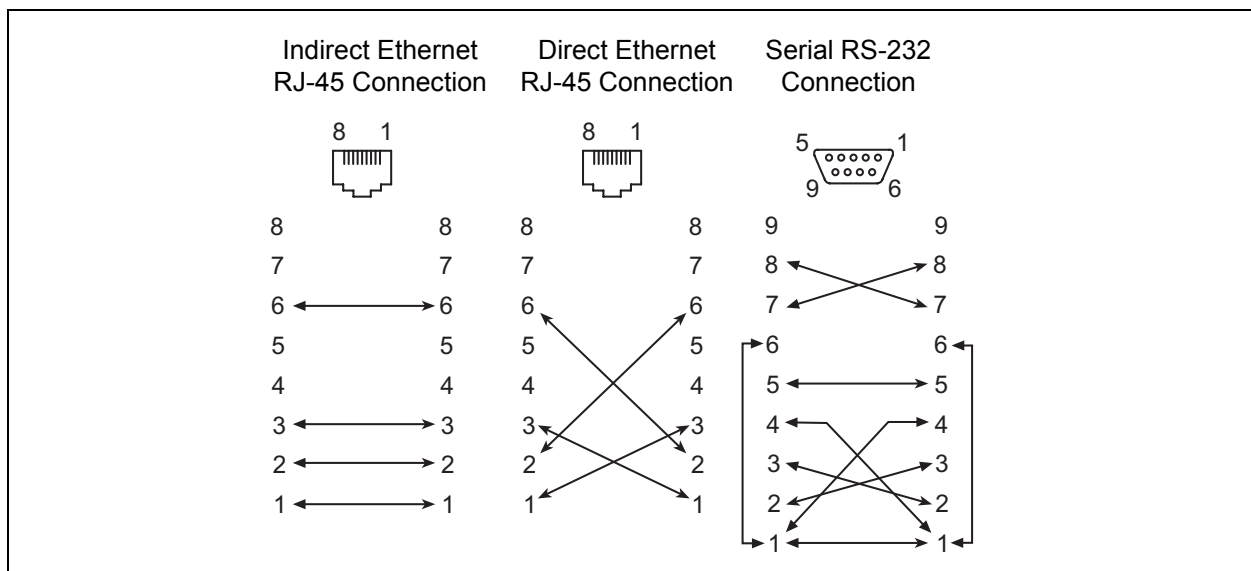 Indirect Ethernet Direct Ethernet Serial RS-232
RJ-45 Connection RJ-45 Connection Connection
8 1 8 1 5 1
9 6
8 8 8 8 9 9
7 7 7 7 8 8
6 6 6 6 7 7
5 5 5 5 6 6
4 4 4 4 5 5
3 3 3 3 4 4
2 2 2 2 3 3
1 1 1 1 2 2
1 1